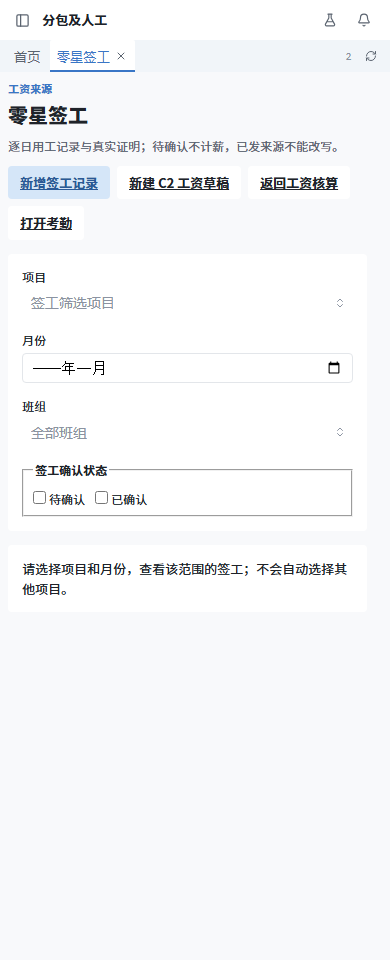 分包及人工
首页
零星签工
2
工资来源
零星签工
逐日用工记录与真实证明；待确认不计薪，已发来源不能改写。
新增签工记录
新建 C2 工资草稿
返回工资核算
打开考勤
项目
签工筛选项目
月份
——年—月
班组
全部班组
签工确认状态
待确认
已确认
请选择项目和月份，查看该范围的签工；不会自动选择其
他项目。